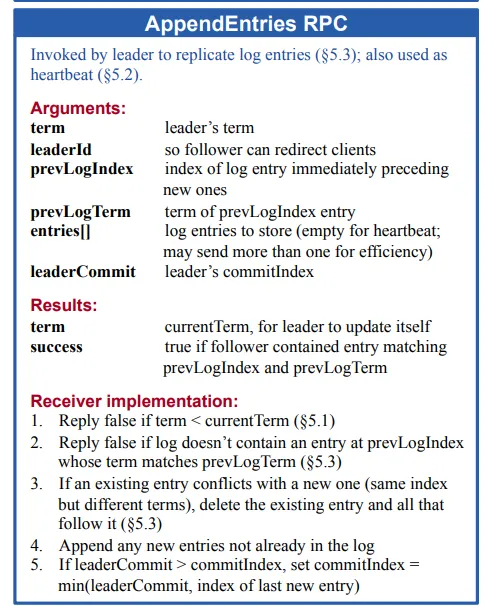 AppendEntries RPC
Invoked by leader to replicate log entries (§5.3); also used as
heartbeat (§5.2).
Arguments:
term leader’s term
leaderId so follower can redirect clients
prevLogIndex index of log entry immediately preceding
new ones
prevLogTerm term of prevLogIndex entry
entries[] log entries to store (empty for heartbeat;
may send more than one for efficiency)
leaderCommit leader’s commitIndex
Results:
term currentTerm, for leader to update itself
success true if follower contained entry matching
prevLogIndex and prevLogTerm
Receiver implementation:
1. Reply false if term < currentTerm (§5.1)
2. Reply false if log doesn’t contain an entry at prevLogIndex
whose term matches prevLogTerm (§5.3)
3. If an existing entry conflicts with a new one (same index
but different terms), delete the existing entry and all that
follow it (§5.3)
4. Append any new entries not already in the log
5. If leaderCommit > commitIndex, set commitIndex =
min(leaderCommit, index of last new entry)